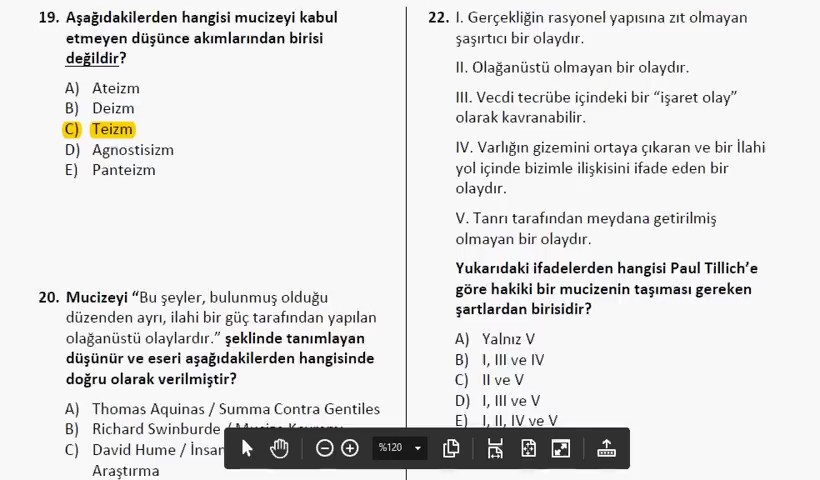 19. Aşağıdakilerden hangisi mucizeyi kabul
etmeyen düşünce akımlarından birisi
değildir?
A) Ateizm
B) Deizm
C) Teizm
D) Agnostisizm
E) Panteizm
20. Mucizeyi “Bu şeyler, bulunmuş olduğu
düzenden ayrı, ilahi bir güç tarafından yapılan
olağanüstü olaylardır.” şeklinde tanımlayan
düşünür ve eseri aşağıdakilerden hangisinde
doğru olarak verilmiştir?
A) Thomas Aquinas / Summa Contra Gentiles
B) Richard Swinburde / Mucize
C) David Hume / İnsan
Araştırma
22. I. Gerçekliğin rasyonel yapısına zıt olmayan
şaşırtıcı bir olaydır.
II. Olağanüstü olmayan bir olaydır.
III. Vecdi tecrübe içindeki bir “işaret olay”
olarak kavranabilir.
IV. Varlığın gizemini ortaya çıkaran ve bir İlahi
yol içinde bizimle ilişkisini ifade eden bir
olaydır.
V. Tanrı tarafından meydana getirilmiş
olmayan bir olaydır.
Yukarıdaki ifadelerden hangisi Paul Tillich’e
göre hakiki bir mucizenin taşıması gereken
şartlardan birisidir?
A) Yalnız V
B) I, III ve IV
C) II ve V
D) I, III ve V
E) I, II, IV ve V
%120